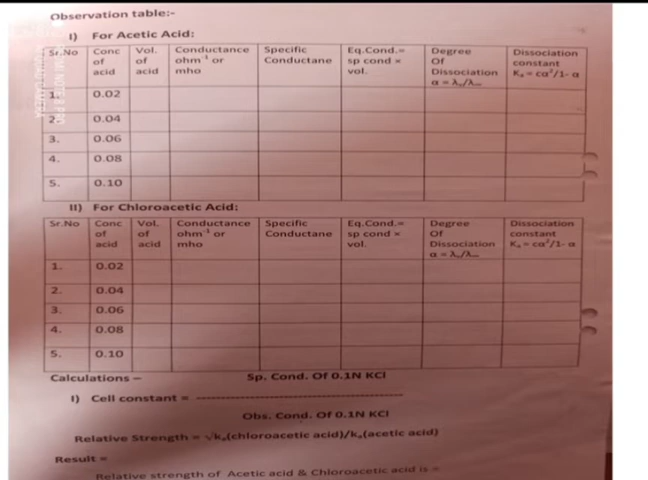 Observation table:-
I) For Acetic Acid:
Sr.No Conc of acid Vol. of acid Conductance ohm⁻¹ or mho Specific Conductane Eq.Cond.= sp cond × vol. Degree Of Dissociation α = λᵥ/λ∞ Dissociation constant Kₐ = cα²/1- α
1. 0.02
2. 0.04
3. 0.06
4. 0.08
5. 0.10
II) For Chloroacetic Acid:
Sr.No Conc of acid Vol. of acid Conductance ohm⁻¹ or mho Specific Conductane Eq.Cond.= sp cond × vol. Degree Of Dissociation α = λᵥ/λ∞ Dissociation constant Kₐ = cα²/1- α
1. 0.02
2. 0.04
3. 0.06
4. 0.08
5. 0.10
Calculations – Sp. Cond. Of 0.1N KCl
I) Cell constant = ------------------------------
Obs. Cond. Of 0.1N KCl
Relative Strength = √kₐ(chloroacetic acid)/kₐ(acetic acid)
Result =
Relative strength of Acetic acid & Chloroacetic acid is =